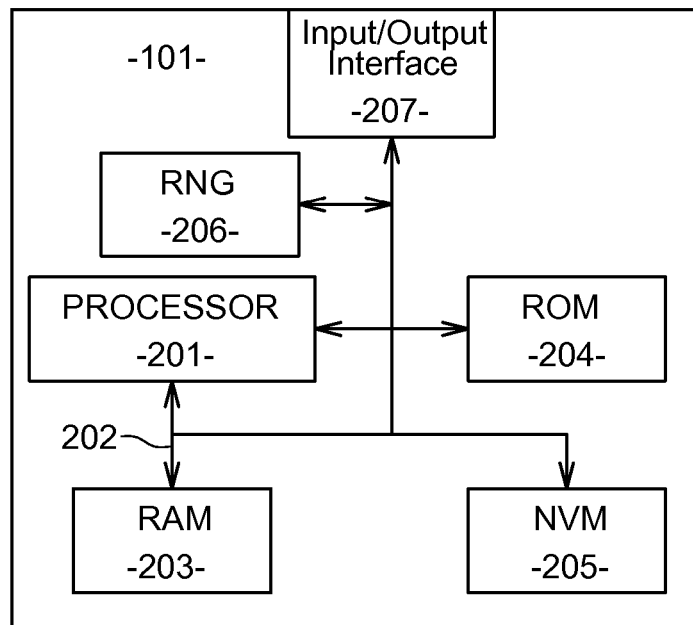 -101-
Input/Output
Interface
-207-
RNG
-206-
PROCESSOR
-201-
ROM
-204-
202
RAM
-203-
NVM
-205-